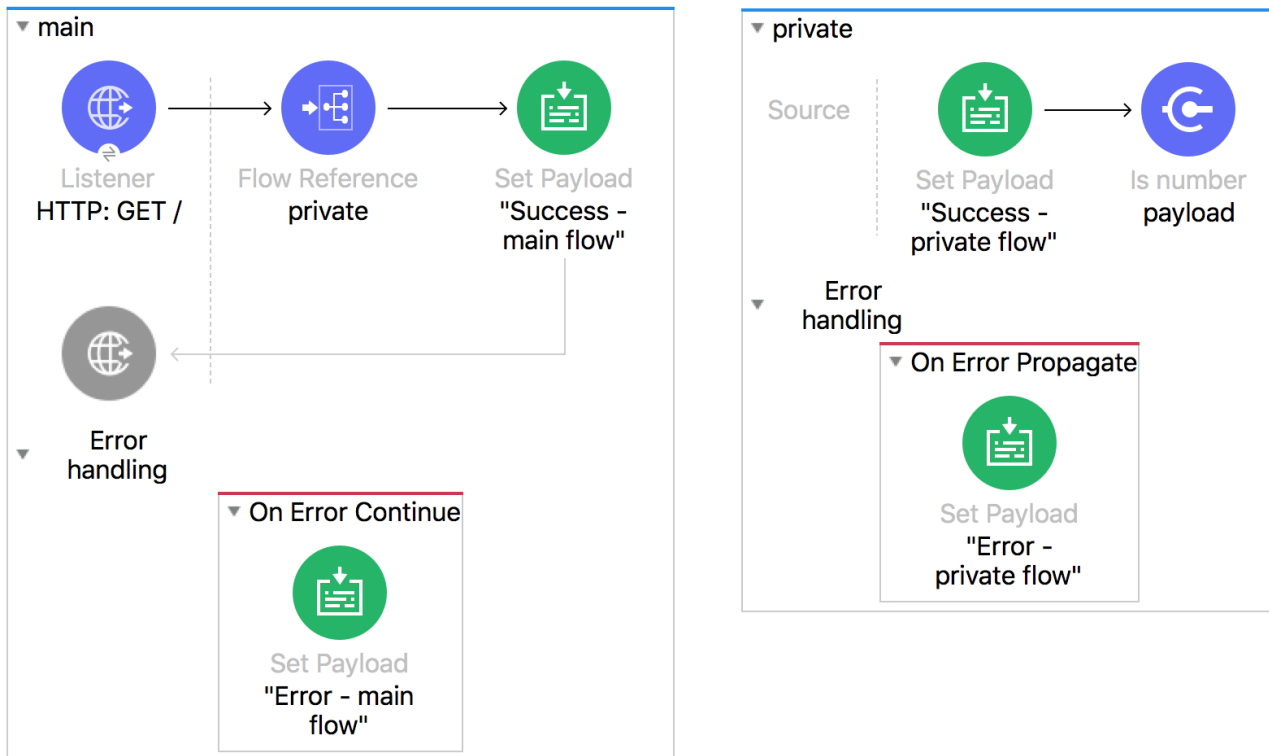 main
Listener
HTTP: GET /
Flow Reference
private
Set Payload
"Success -
main flow"
Error
handling
On Error Continue
Set Payload
"Error - main
flow"
private
Source
Set Payload
"Success -
private flow"
Is number
payload
Error
handling
On Error Propagate
Set Payload
"Error -
private flow"